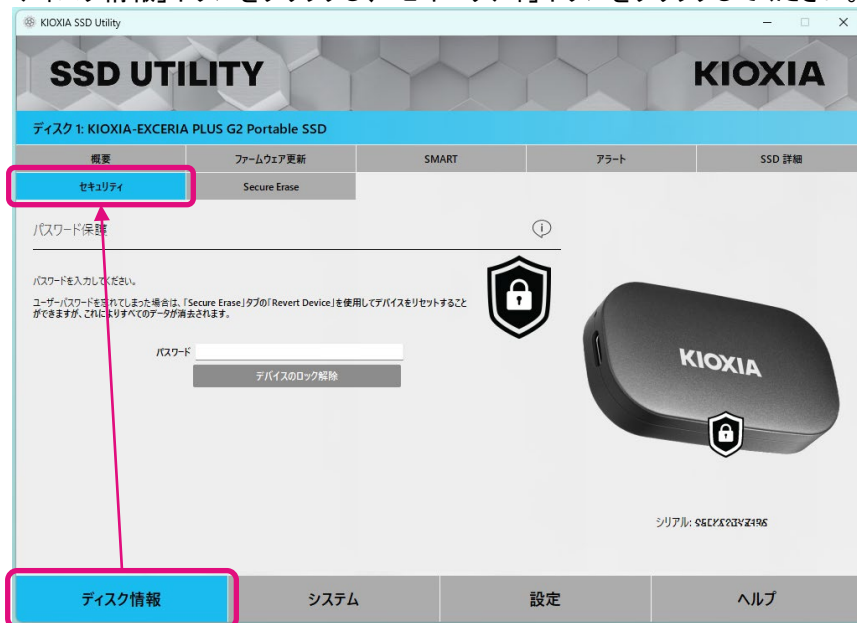 KIOXIA SSD Utility
SSD UTILITY
KIOXIA
ディスク 1: KIOXIA-EXCERIA PLUS G2 Portable SSD
概要 ファームウェア更新 SMART アラート SSD 詳細
セキュリティ Secure Erase
パスワード保護
パスワードを入力してください。
ユーザーパスワードを忘れてしまった場合は、「Secure Erase」タブの「Revert Device」を使用してデバイスをリセットすること
ができますが、これによりすべてのデータが消去されます。
パスワード
デバイスのロック解除
KIOXIA
シリアル:
ディスク情報 システム 設定 ヘルプ